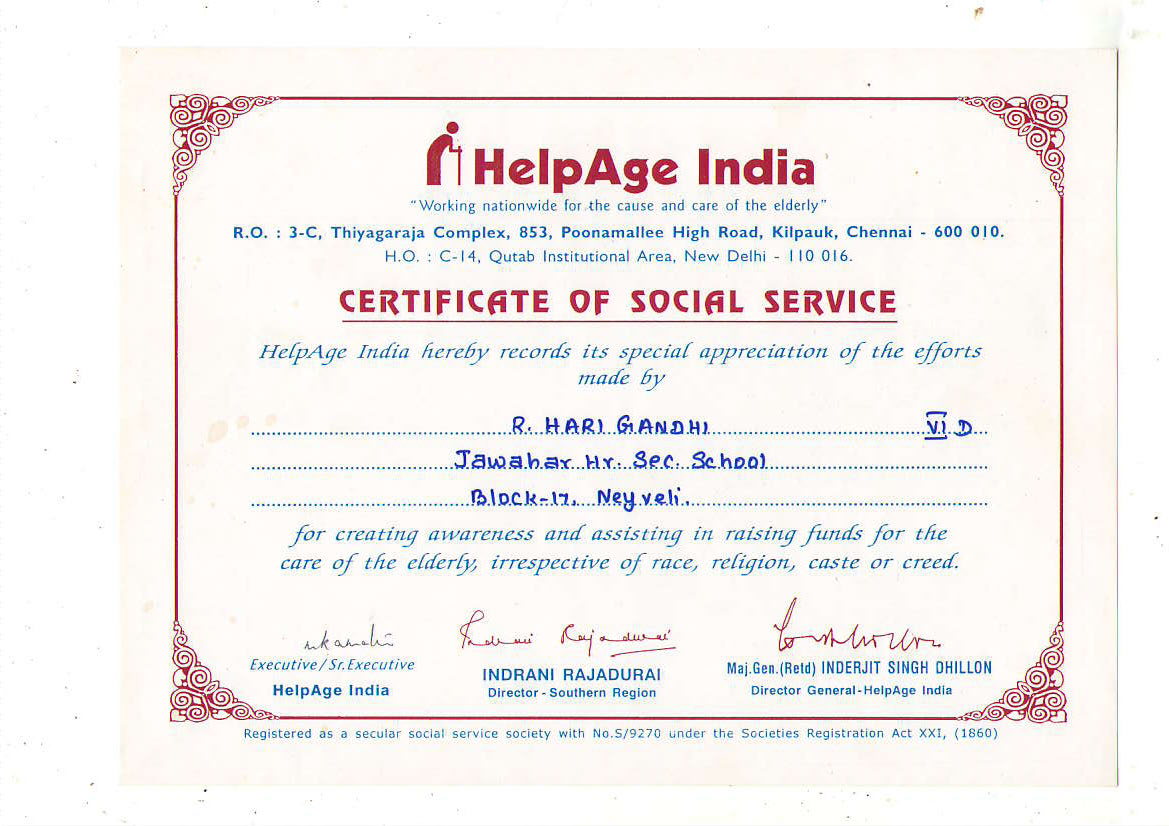 HelpAge India
"Working nationwide for the cause and care of the elderly"
R.O. : 3-C, Thiyagaraja Complex, 853, Poonamallee High Road, Kilpauk, Chennai - 600 010.
H.O. : C-14, Qutab Institutional Area, New Delhi - 110 016.
CERTIFICATE OF SOCIAL SERVICE
HelpAge India hereby records its special appreciation of the efforts
made by
R. HARI GANDHI VI D
Jawahar Hr. Sec. School
Block-17, Neyveli.
for creating awareness and assisting in raising funds for the
care of the elderly, irrespective of race, religion, caste or creed.
Indrani Rajadurai
Executive/Sr.Executive INDRANI RAJADURAI Maj.Gen.(Retd) INDERJIT SINGH DHILLON
HelpAge India Director - Southern Region Director General-HelpAge India
Registered as a secular social service society with No.S/9270 under the Societies Registration Act XXI, (1860)